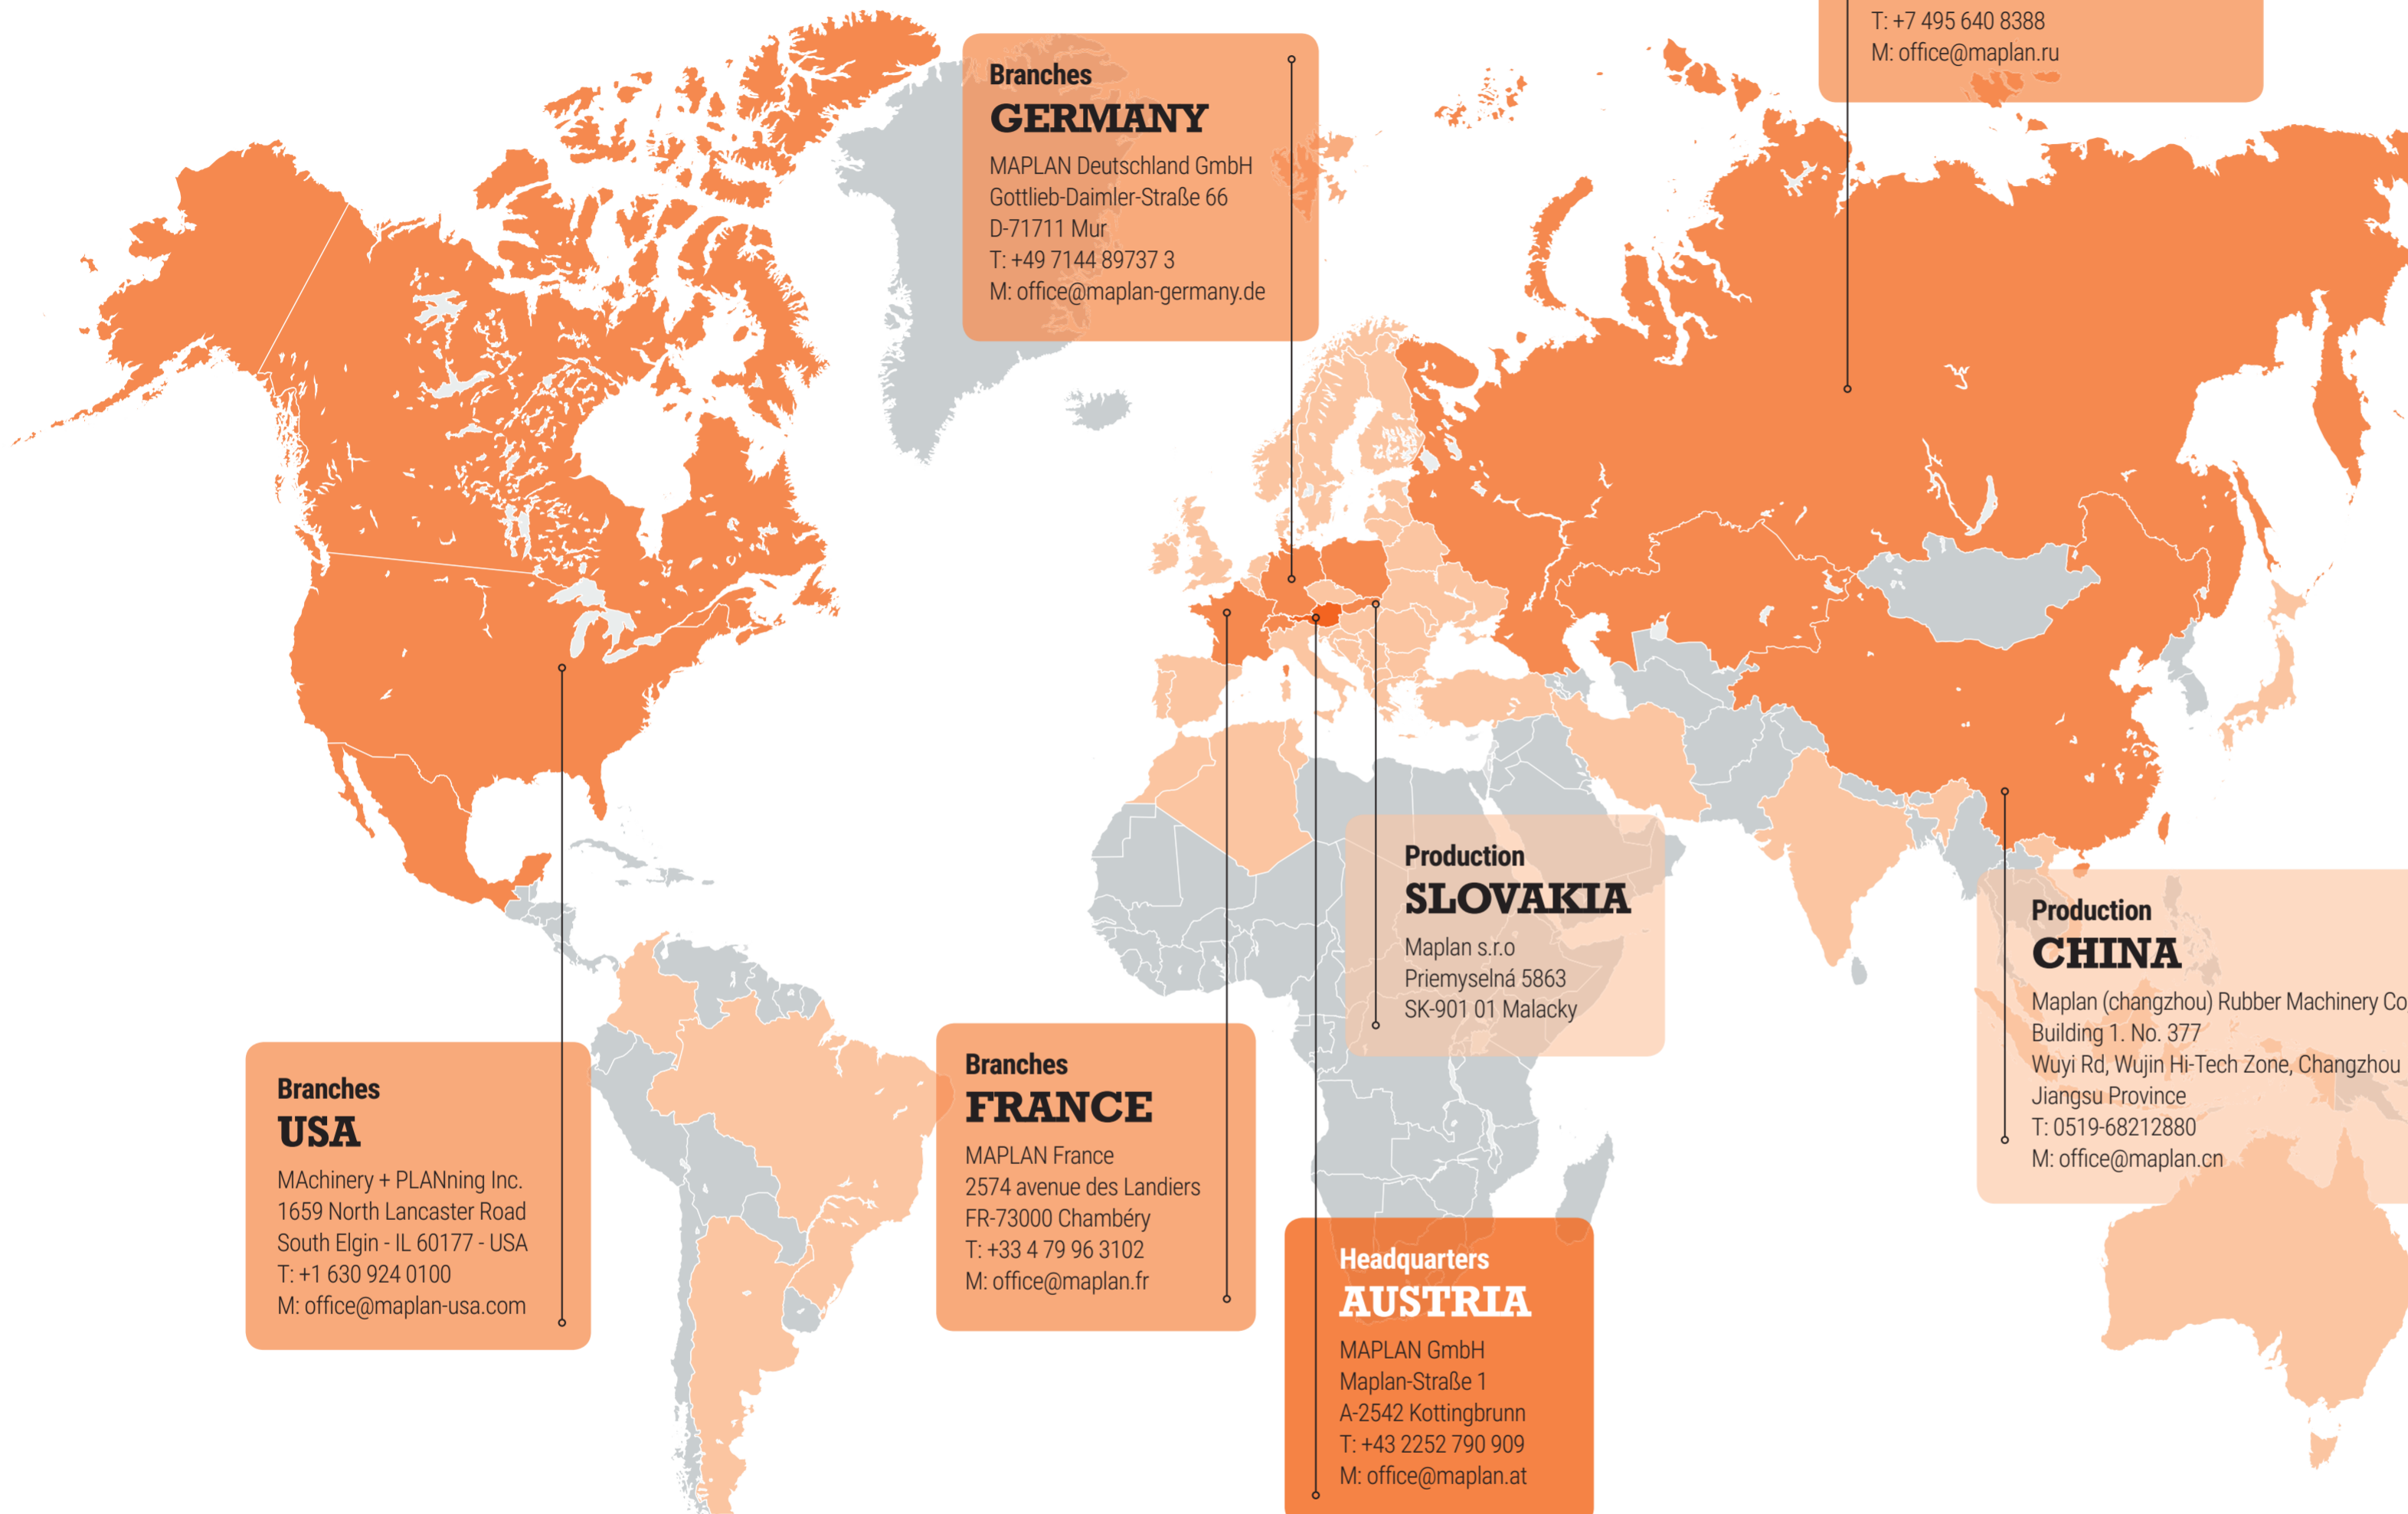 T: +7 495 640 8388
M: office@maplan.ru
Branches
GERMANY
MAPLAN Deutschland GmbH
Gottlieb-Daimler-Straße 66
D-71711 Mur
T: +49 7144 89737 3
M: office@maplan-germany.de
Production
SLOVAKIA
Maplan s.r.o
Priemyselná 5863
SK-901 01 Malacky
Production
CHINA
Maplan (changzhou) Rubber Machinery Co
Building 1. No. 377
Wuyi Rd, Wujin Hi-Tech Zone, Changzhou
Jiangsu Province
T: 0519-68212880
M: office@maplan.cn
Branches
USA
MAchinery + PLANning Inc.
1659 North Lancaster Road
South Elgin - IL 60177 - USA
T: +1 630 924 0100
M: office@maplan-usa.com
Branches
FRANCE
MAPLAN France
2574 avenue des Landiers
FR-73000 Chambéry
T: +33 4 79 96 3102
M: office@maplan.fr
Headquarters
AUSTRIA
MAPLAN GmbH
Maplan-Straße 1
A-2542 Kottingbrunn
T: +43 2252 790 909
M: office@maplan.at